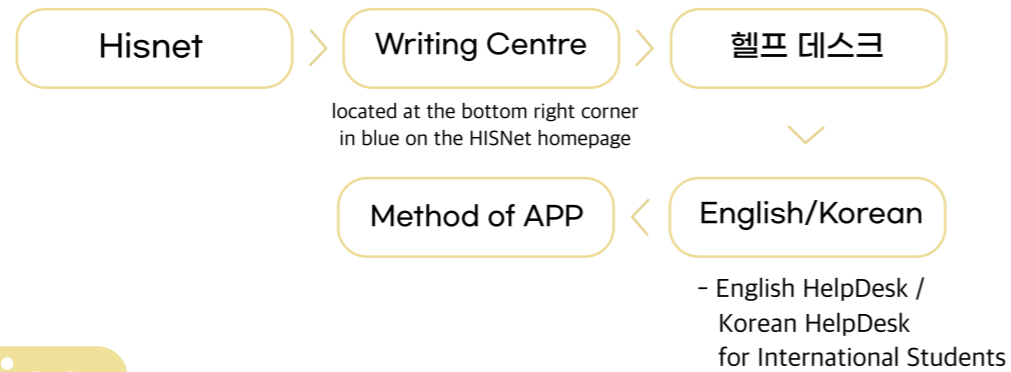 Hisnet
Writing Centre
헬프 데스크
located at the bottom right corner
in blue on the HISNet homepage
Method of APP
English/Korean
- English HelpDesk /
Korean HelpDesk
for International Students